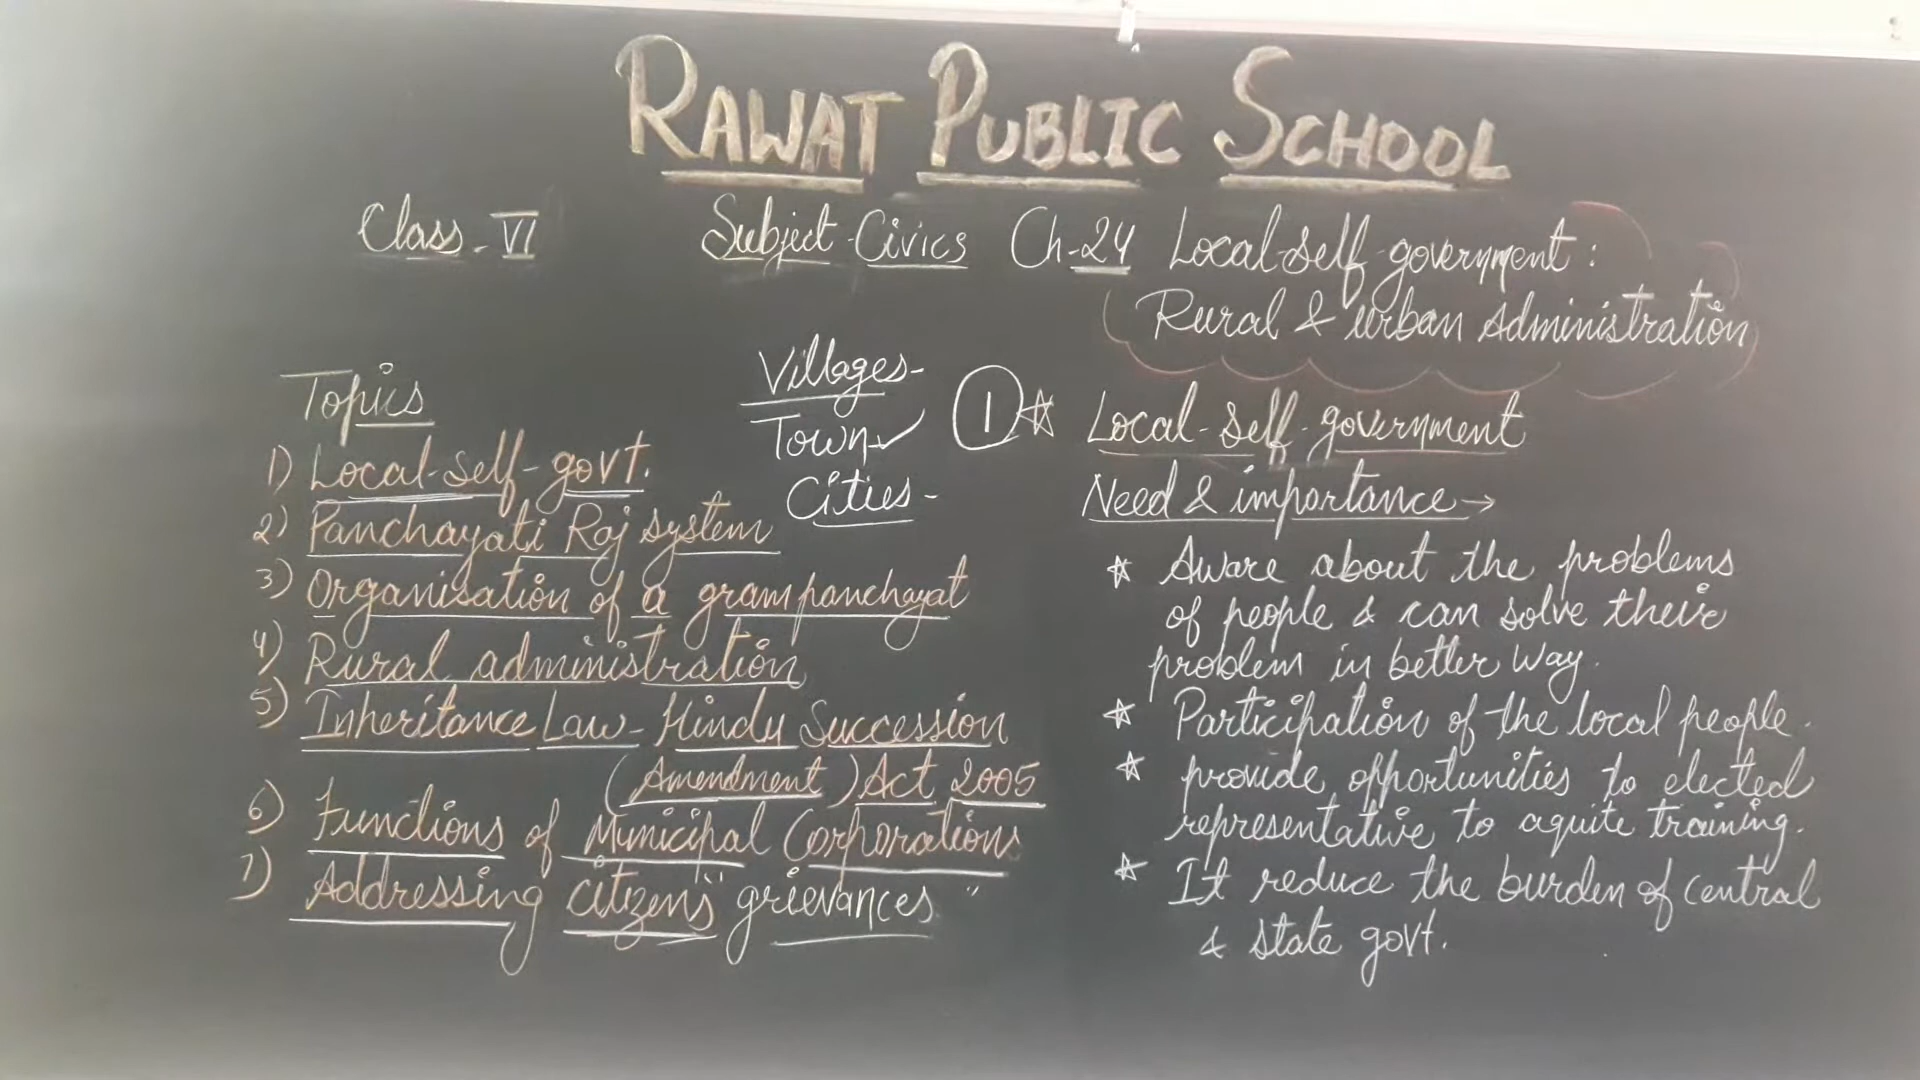 RAWAT PUBLIC SCHOOL
Class-VI Subject-Civics Ch-24 Local-self-government:
Rural & urban Administration
Topics
1) Local-self-govt.
2) Panchayati Raj system
3) Organisation of a gram panchayat
4) Rural administration
5) Inheritance Law-Hindu Succession
(Amendment) Act 2005
6) Functions of Municipal Corporations
7) Addressing citizens grievances "
Villages-
Town-✓
Cities-
1 ☆ Local-self-government
Need & importance →
☆ Aware about the problems
of people & can solve their
problem in better way.
☆ Participation of the local people.
☆ provide opportunities to elected
representative to aquite training.
☆ It reduce the burden of central
& state govt.